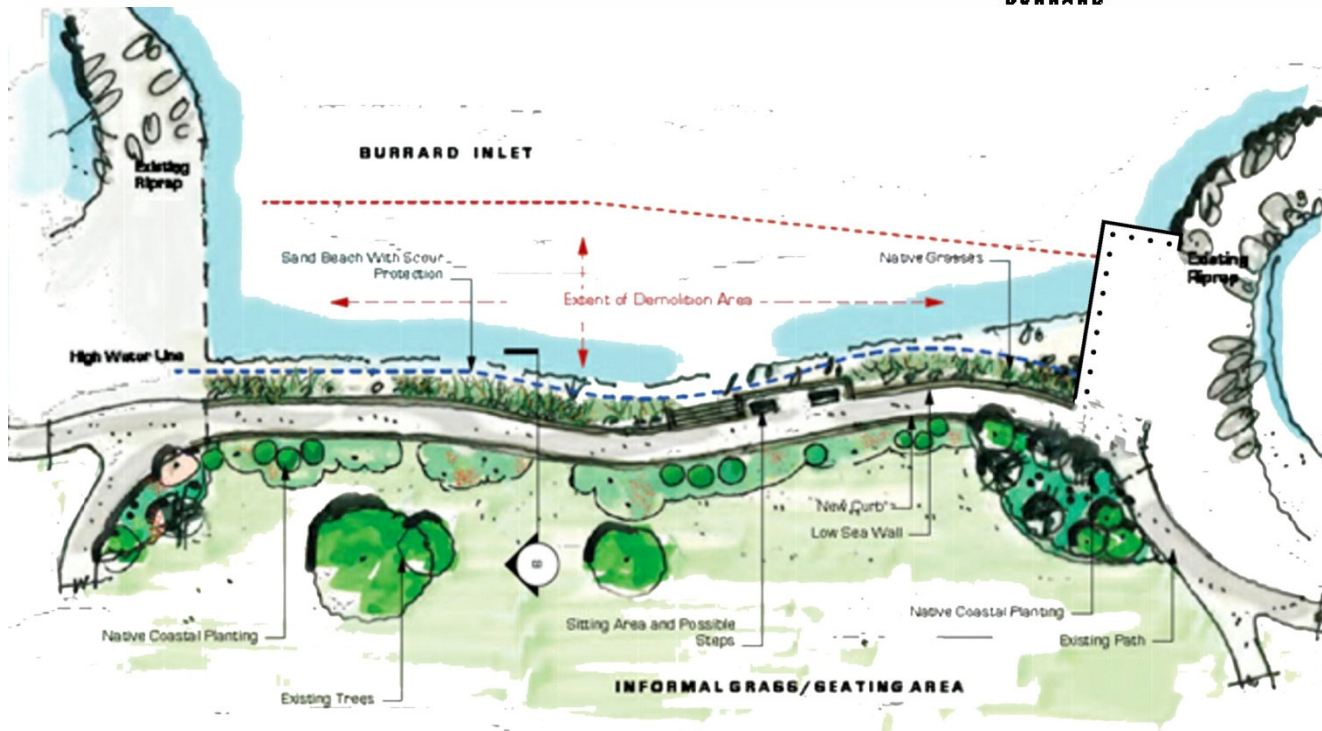 BURRARD
BURRARD INLET
Existing
Riprap
Sand Beach With Scour
Protection
Native Grasses
Existing
Riprap
Extent of Demolition Area
High Water Line
New Curb
Low Sea Wall
Native Coastal Planting
Sitting Area and Possible
Steps
Native Coastal Planting
Existing Path
Existing Trees
INFORMAL GRASS/SEATING AREA